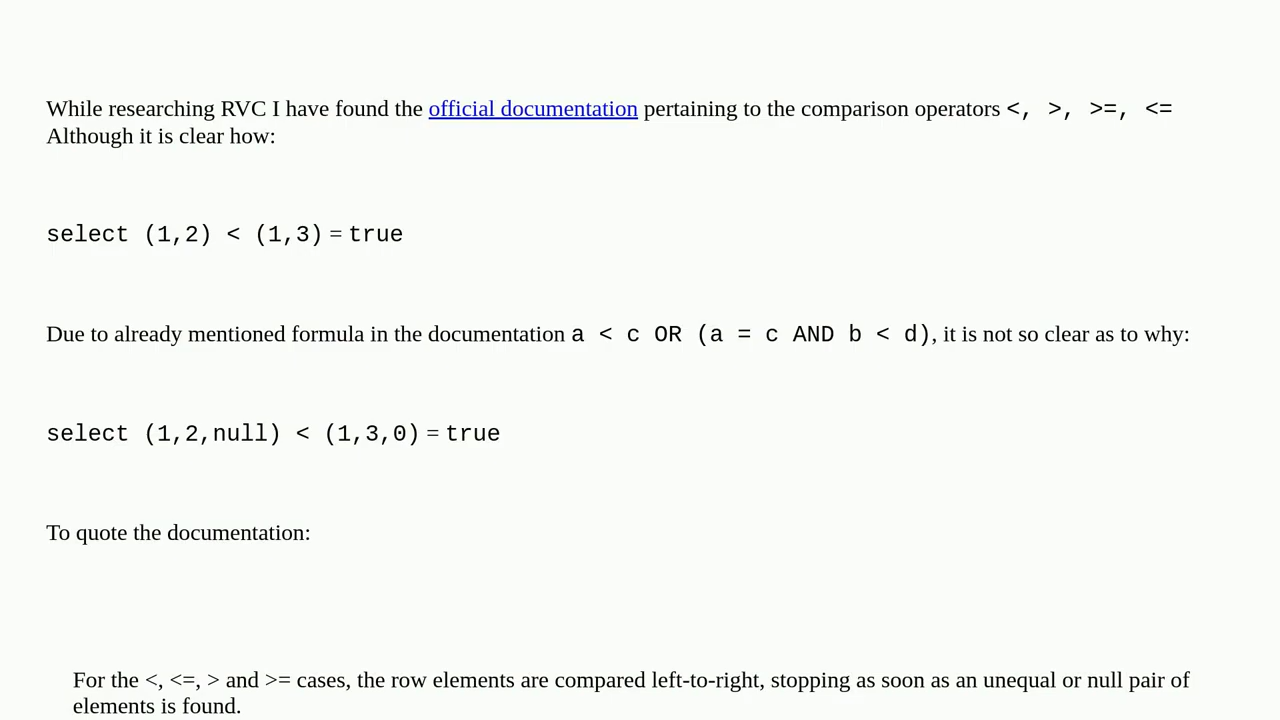 While researching RVC I have found the official documentation pertaining to the comparison operators <, >, >=, <=
Although it is clear how:
select (1,2) < (1,3) = true
Due to already mentioned formula in the documentation a < c OR (a = c AND b < d), it is not so clear as to why:
select (1,2,null) < (1,3,0) = true
To quote the documentation:
For the <, <=, > and >= cases, the row elements are compared left-to-right, stopping as soon as an unequal or null pair of
elements is found.